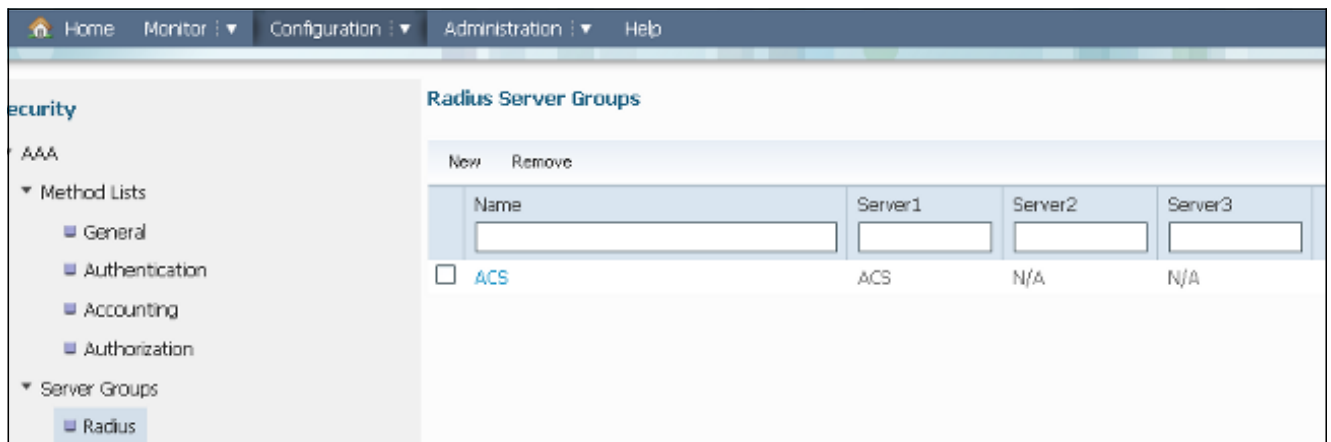 Home Monitor Configuration Administration Help
ecurity
AAA
Method Lists
General
Authentication
Accounting
Authorization
Server Groups
Radius
Radius Server Groups
New Remove
Name Server1 Server2 Server3
ACS ACS N/A N/A